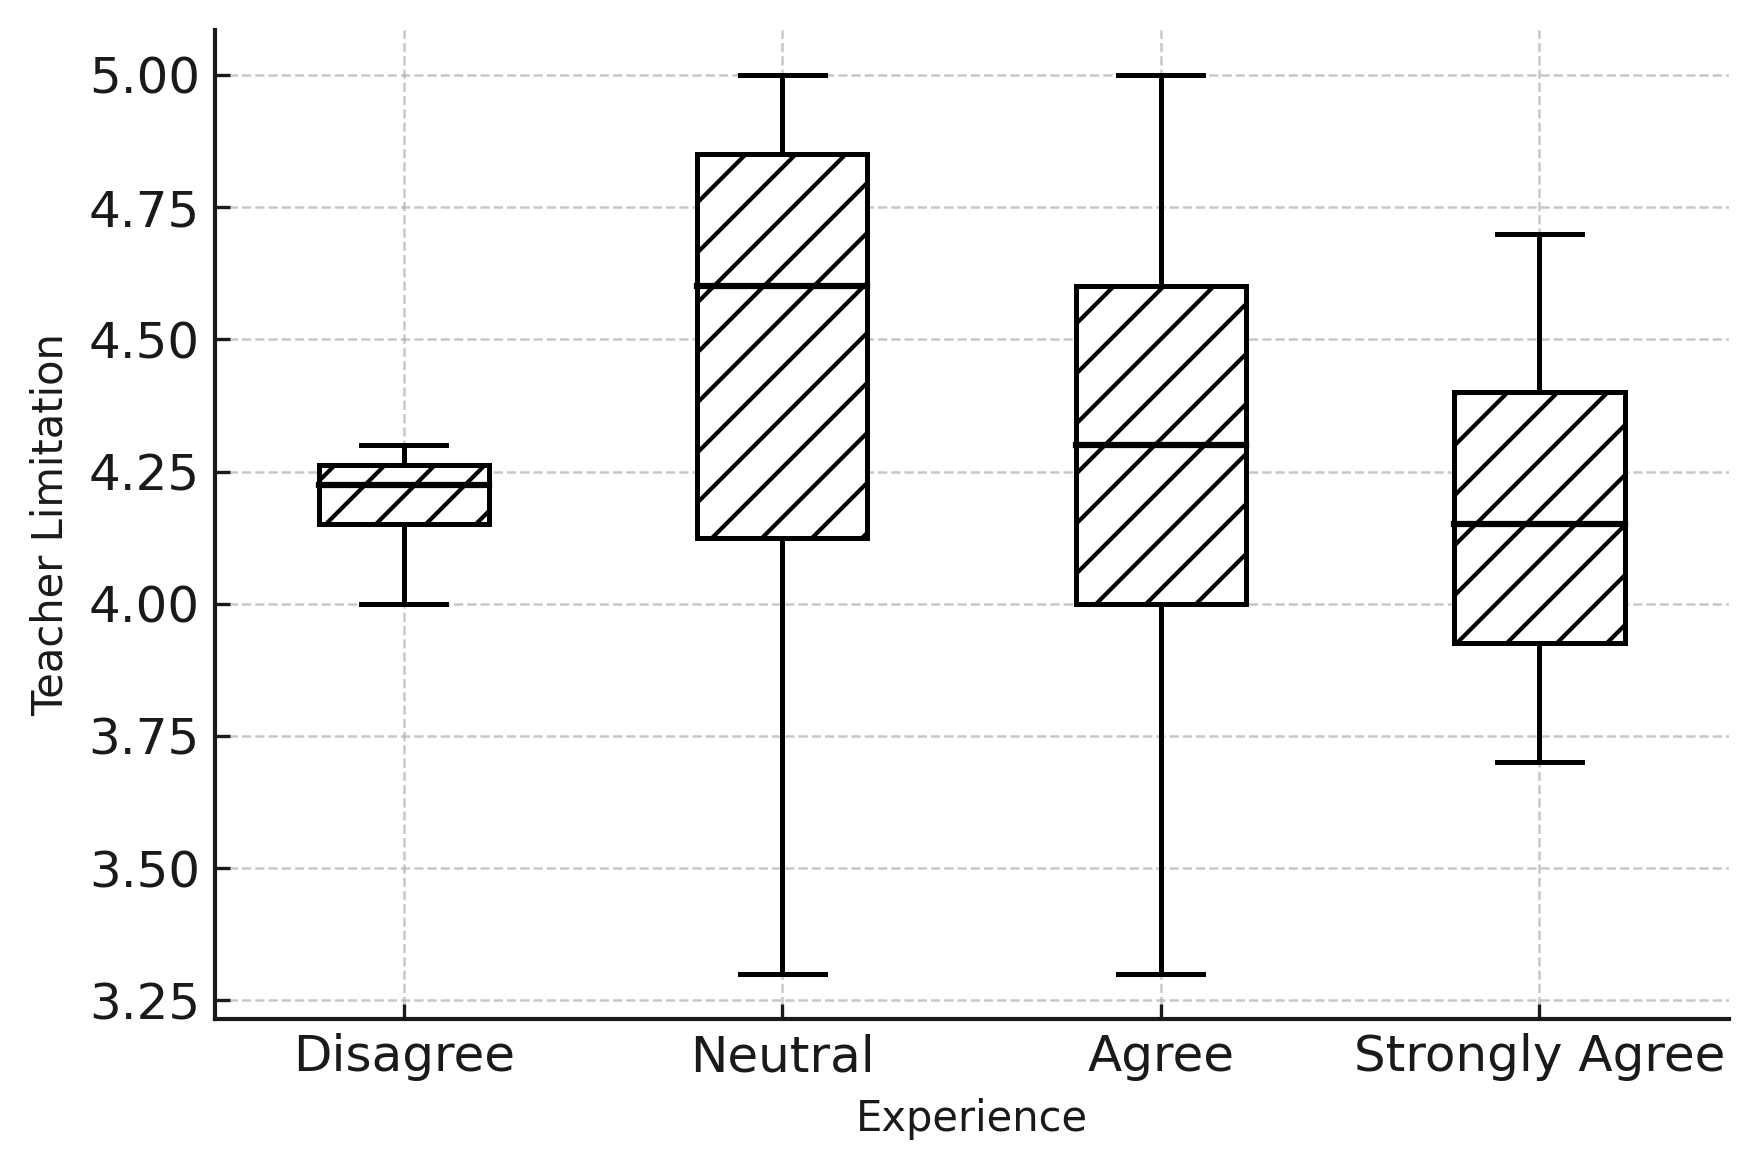 5.00
4.75
4.50
4.25
4.00
3.75
3.50
3.25
Teacher Limitation
Disagree
Neutral
Agree
Strongly Agree
Experience